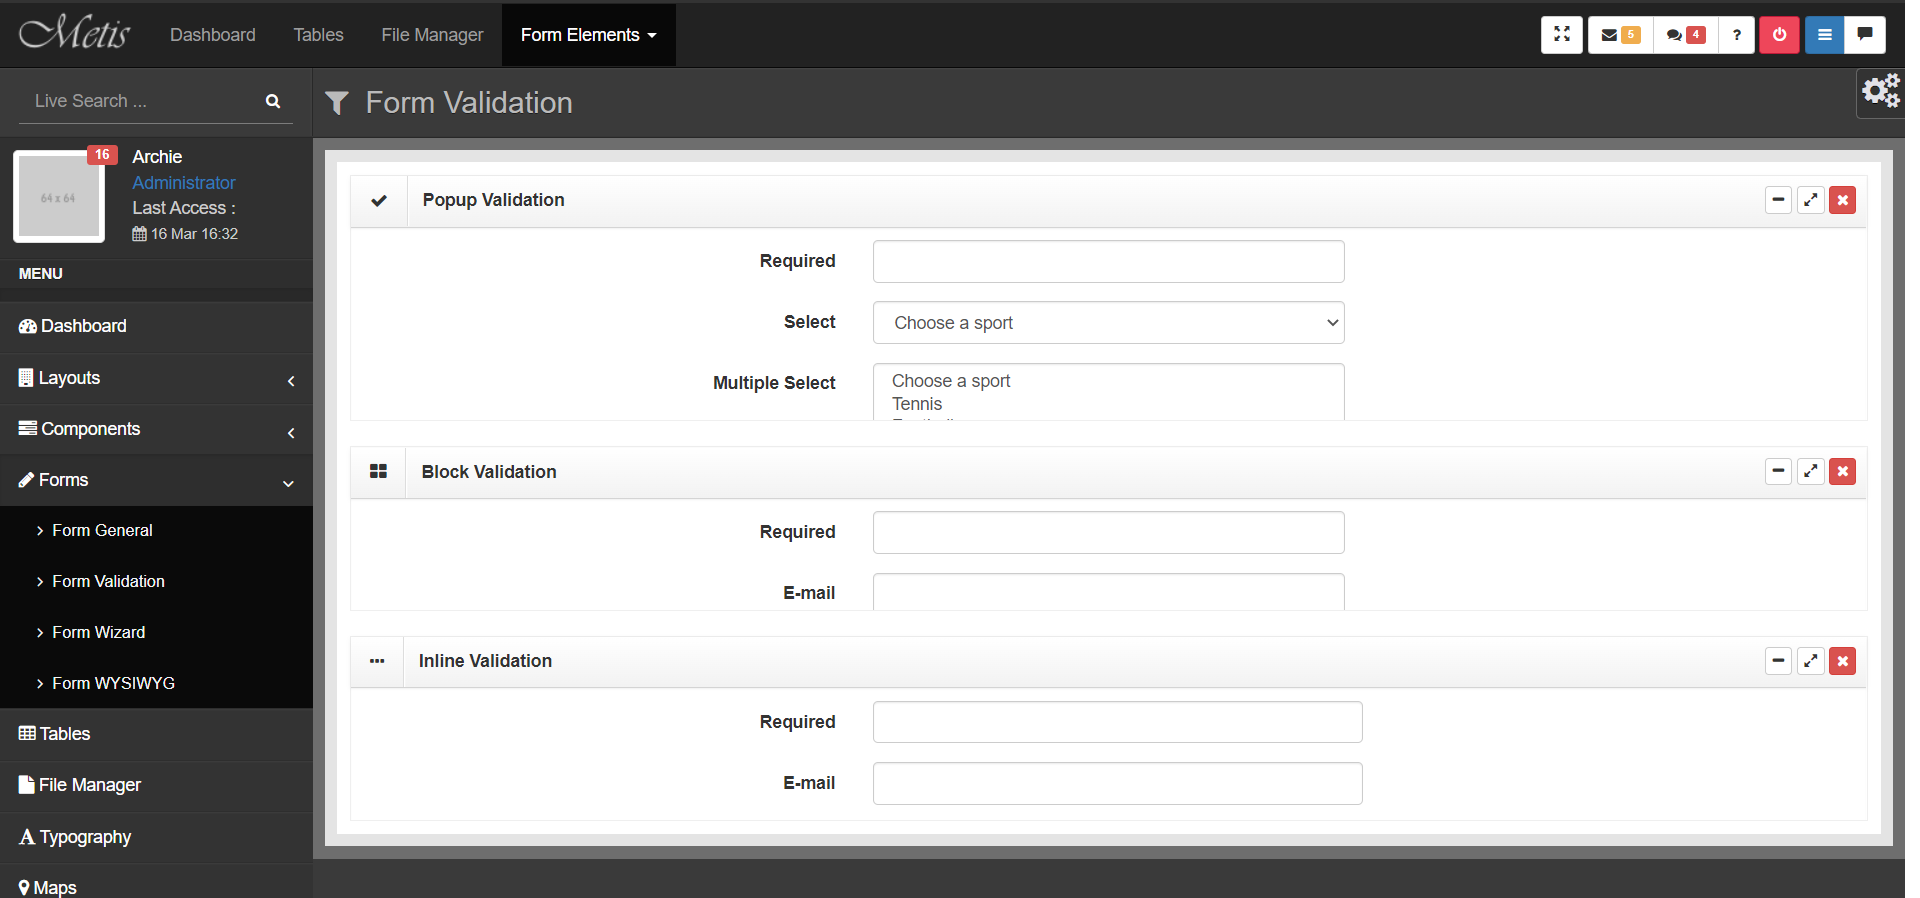 Metis
Dashboard
Tables
File Manager
Form Elements
5
4
?
Live Search ...
Form Validation
16
64 x 64
Archie
Administrator
Last Access :
16 Mar 16:32
MENU
Dashboard
Layouts
Components
Forms
Form General
Form Validation
Form Wizard
Form WYSIWYG
Tables
File Manager
Typography
Maps
Popup Validation
Required
Select
Choose a sport
Multiple Select
Choose a sport
Tennis
Block Validation
Required
E-mail
Inline Validation
Required
E-mail